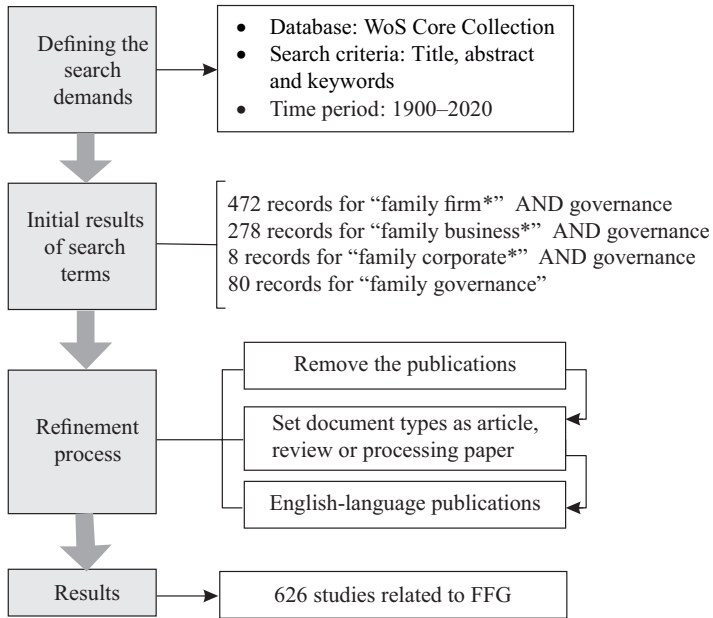 Defining the
search
demands
• Database: WoS Core Collection
• Search criteria: Title, abstract
and keywords
• Time period: 1900–2020
Initial results
of search
terms
472 records for “family firm*” AND governance
278 records for “family business*” AND governance
8 records for “family corporate*” AND governance
80 records for “family governance”
Refinement
process
Remove the publications
Set document types as article,
review or processing paper
English-language publications
Results
626 studies related to FFG